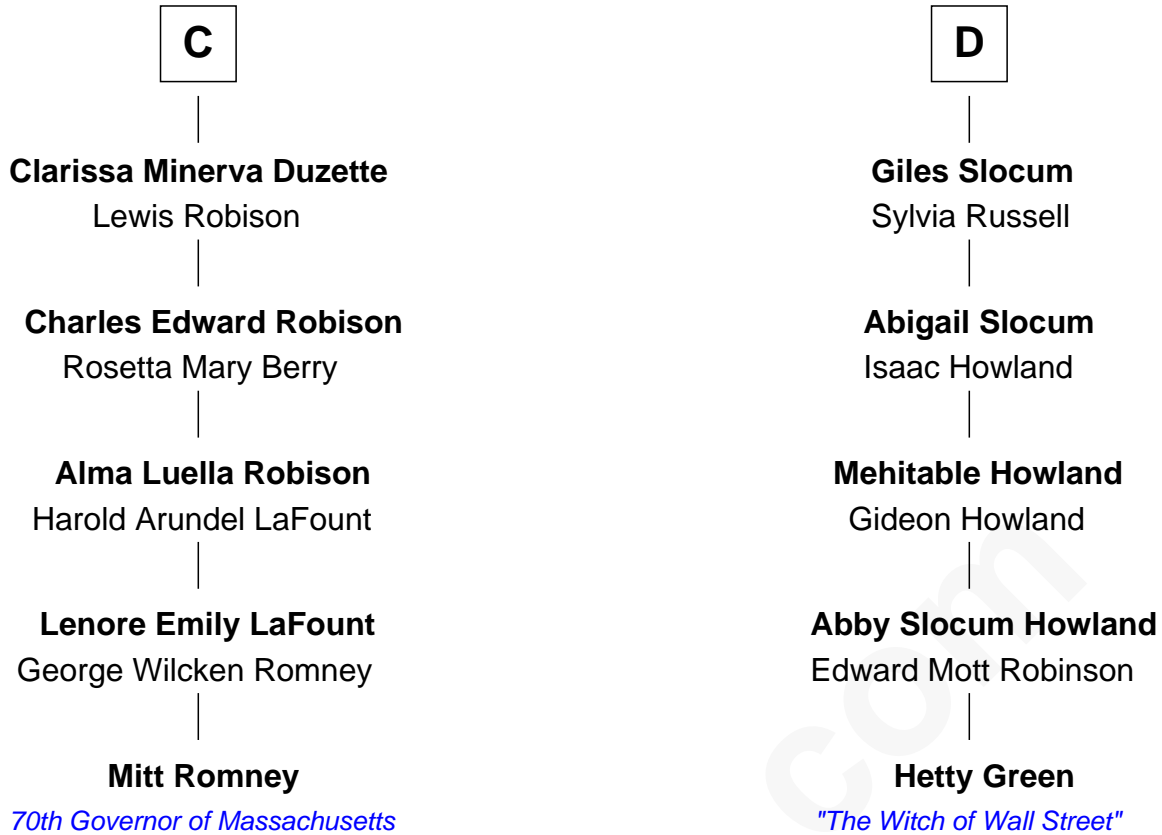 C
Clarissa Minerva Duzette
Lewis Robison
Charles Edward Robison
Rosetta Mary Berry
Alma Luella Robison
Harold Arundel LaFount
Lenore Emily LaFount
George Wilcken Romney
Mitt Romney
70th Governor of Massachusetts
D
Giles Slocum
Sylvia Russell
Abigail Slocum
Isaac Howland
Mehitable Howland
Gideon Howland
Abby Slocum Howland
Edward Mott Robinson
Hetty Green
"The Witch of Wall Street"
com